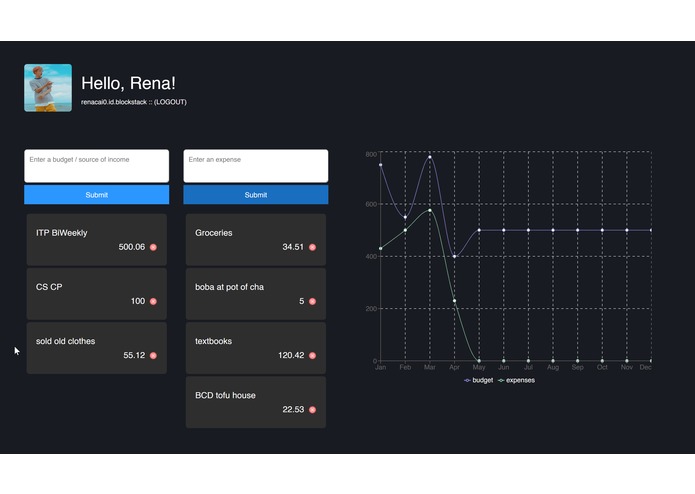 Hello, Rena!
renacai0.id.blockstack :: (LOGOUT)
Enter a budget / source of income
Submit
ITP BiWeekly
500.06
CS CP
100
sold old clothes
55.12
Enter an expense
Submit
Groceries
34.51
boba at pot of cha
5
textbooks
120.42
BCD tofu house
22.53
800
600
400
200
0
Jan Feb Mar Apr May Jun Jul Aug Sep Oct Nov Dec
budget expenses